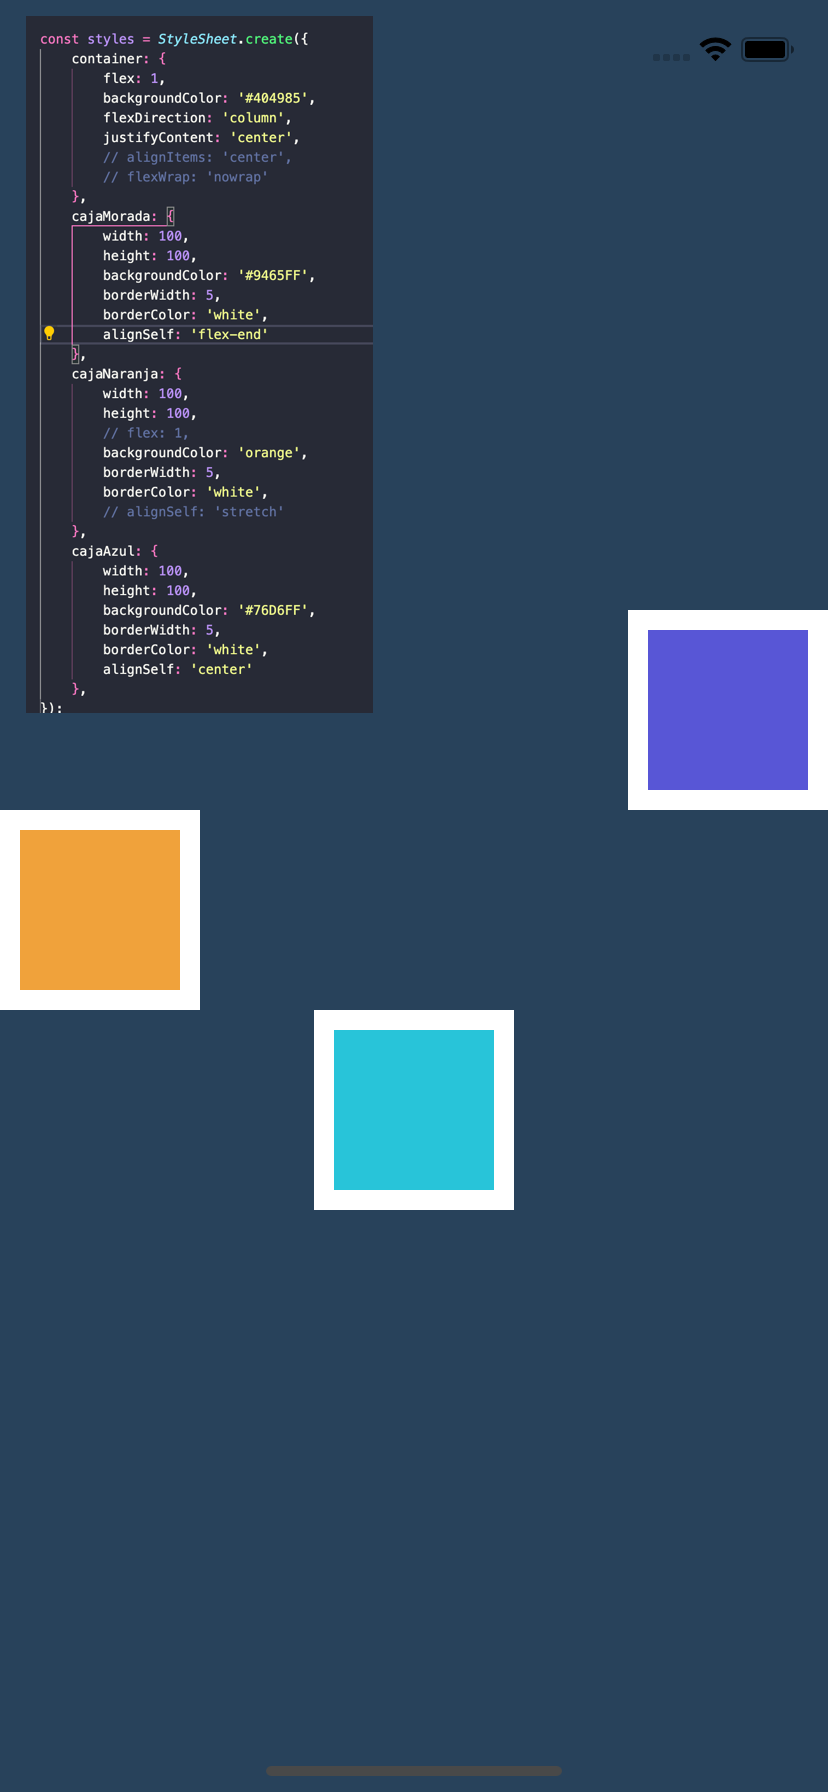 const styles = StyleSheet.create({
container: {
flex: 1,
backgroundColor: '#404985',
flexDirection: 'column',
justifyContent: 'center',
// alignItems: 'center',
// flexWrap: 'nowrap'
},
cajaMorada: {
width: 100,
height: 100,
backgroundColor: '#9465FF',
borderWidth: 5,
borderColor: 'white',
alignSelf: 'flex-end'
},
cajaNaranja: {
width: 100,
height: 100,
// flex: 1,
backgroundColor: 'orange',
borderWidth: 5,
borderColor: 'white',
// alignSelf: 'stretch'
},
cajaAzul: {
width: 100,
height: 100,
backgroundColor: '#76D6FF',
borderWidth: 5,
borderColor: 'white',
alignSelf: 'center'
},
});